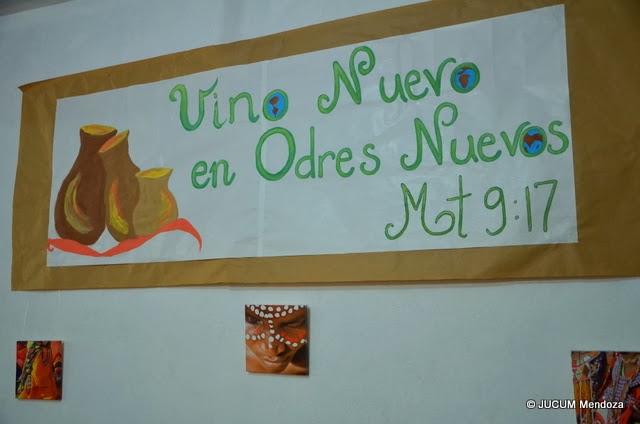 Vino Nuevo
en Odres Nuevos
Mt 9:17
© JUCUM Mendoza